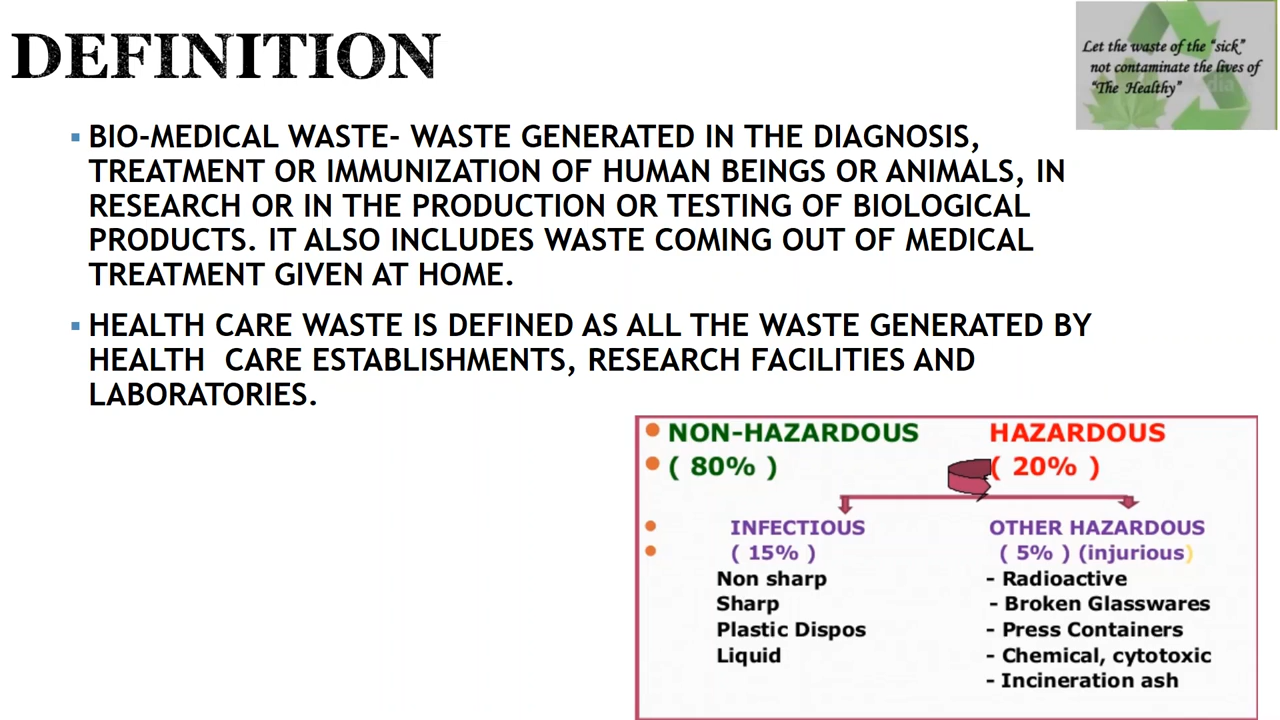 DEFINITION
Let the waste of the “sick”
not contaminate the lives of
“The Healthy”
BIO-MEDICAL WASTE- WASTE GENERATED IN THE DIAGNOSIS,
TREATMENT OR IMMUNIZATION OF HUMAN BEINGS OR ANIMALS, IN
RESEARCH OR IN THE PRODUCTION OR TESTING OF BIOLOGICAL
PRODUCTS. IT ALSO INCLUDES WASTE COMING OUT OF MEDICAL
TREATMENT GIVEN AT HOME.
HEALTH CARE WASTE IS DEFINED AS ALL THE WASTE GENERATED BY
HEALTH CARE ESTABLISHMENTS, RESEARCH FACILITIES AND
LABORATORIES.
NON-HAZARDOUS HAZARDOUS
( 80% ) ( 20% )
INFECTIOUS OTHER HAZARDOUS
( 15% ) ( 5% ) (injurious)
Non sharp - Radioactive
Sharp - Broken Glasswares
Plastic Dispos - Press Containers
Liquid - Chemical, cytotoxic
- Incineration ash